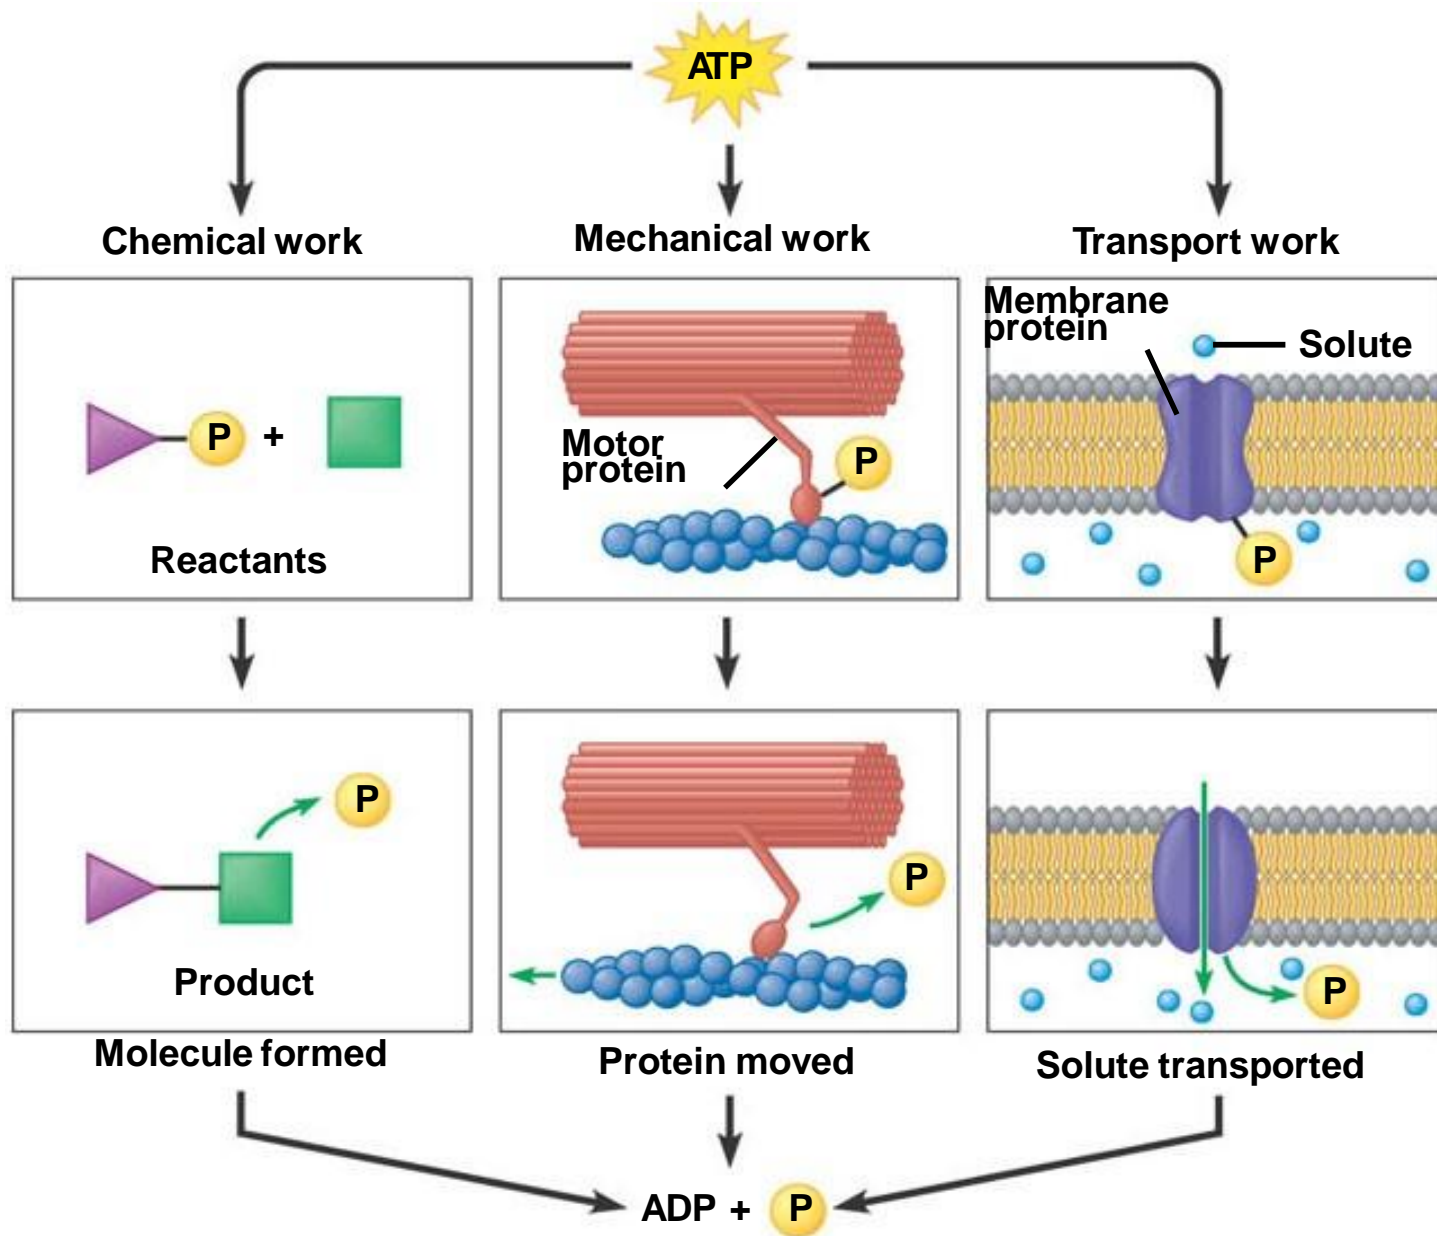 ATP
Chemical work
Mechanical work
Transport work
P
+
Reactants
Motor
protein
P
Membrane
protein
Solute
P
P
Product
P
P
Molecule formed
Protein moved
Solute transported
ADP + P